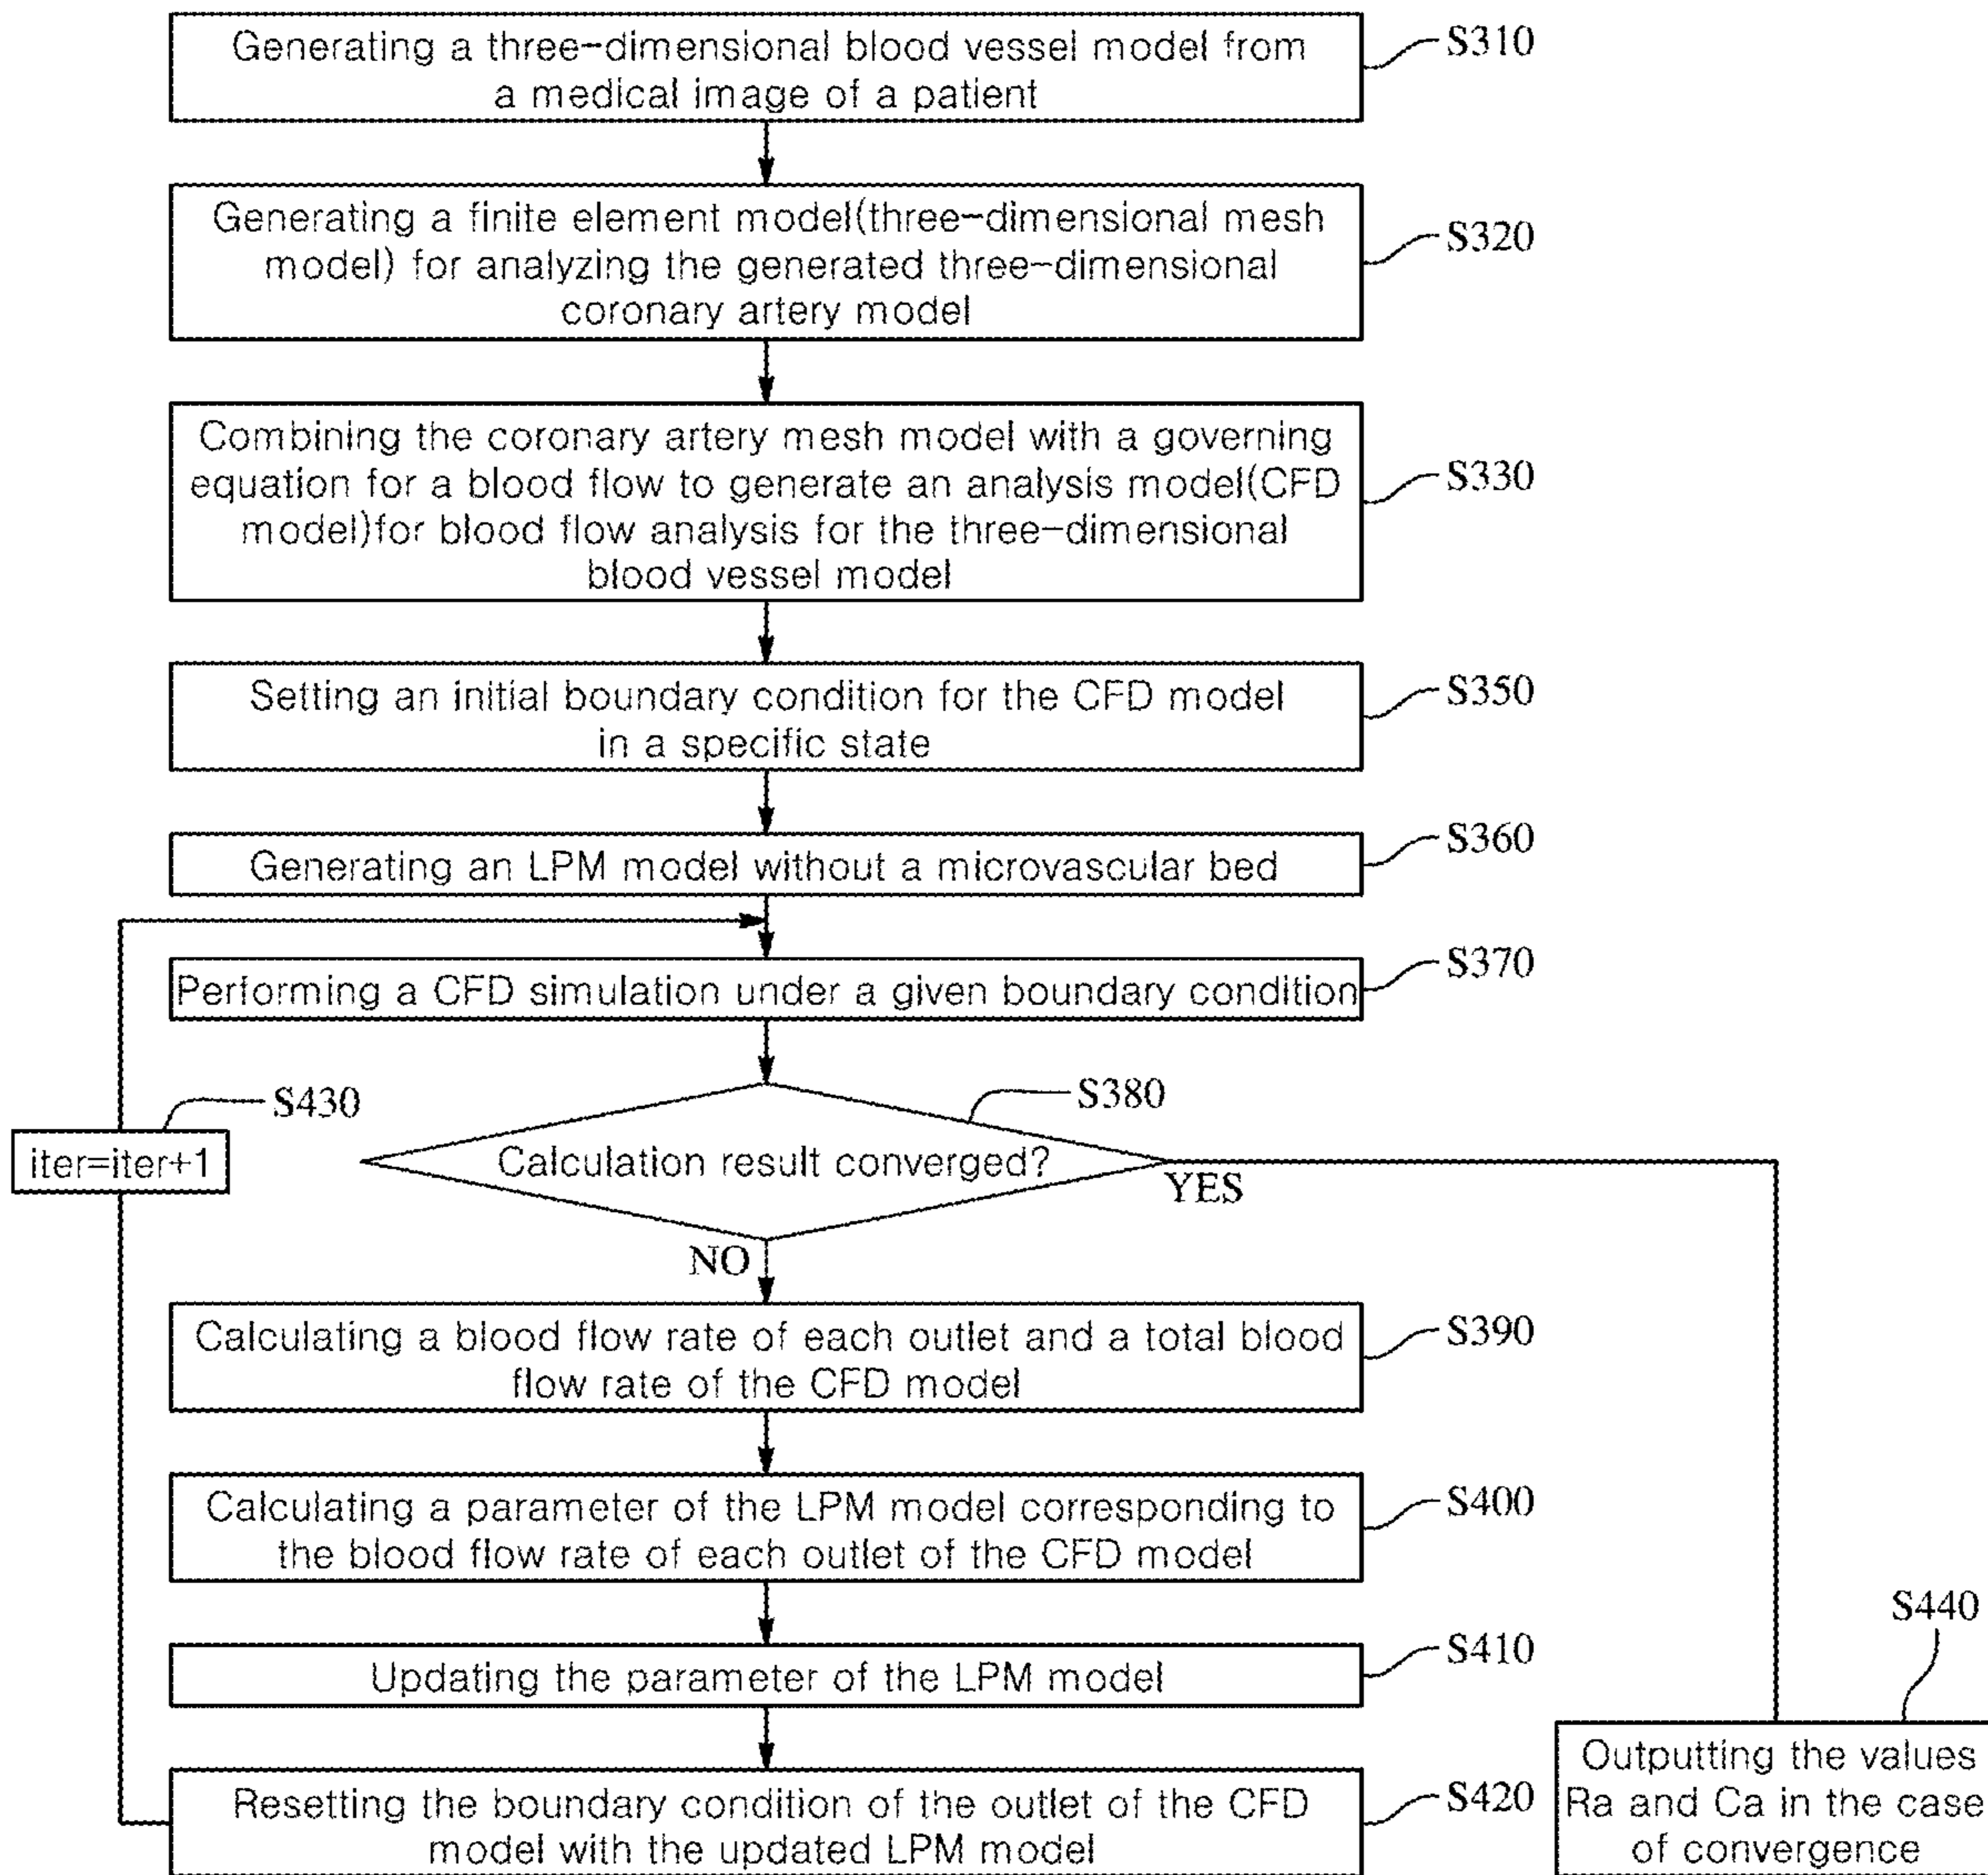 Generating a three-dimensional blood vessel model from
a medical image of a patient
S310
Generating a finite element model(three-dimensional mesh
model) for analyzing the generated three-dimensional
coronary artery model
S320
Combining the coronary artery mesh model with a governing
equation for a blood flow to generate an analysis model(CFD
model)for blood flow analysis for the three-dimensional
blood vessel model
S330
Setting an initial boundary condition for the CFD model
in a specific state
S350
Generating an LPM model without a microvascular bed
S360
Performing a CFD simulation under a given boundary condition
S370
S430
iter=iter+1
S380
Calculation result converged?
YES
NO
Calculating a blood flow rate of each outlet and a total blood
flow rate of the CFD model
S390
Calculating a parameter of the LPM model corresponding to
the blood flow rate of each outlet of the CFD model
S400
Updating the parameter of the LPM model
S410
Resetting the boundary condition of the outlet of the CFD
model with the updated LPM model
S420
S440
Outputting the values
Ra and Ca in the case
of convergence